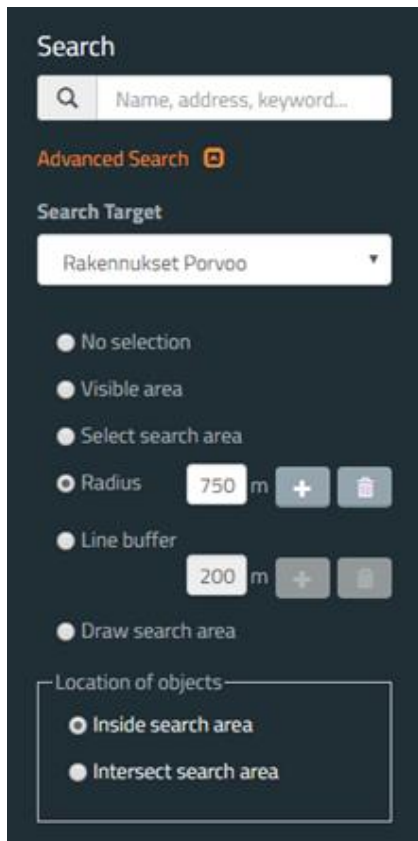 Search
Name, address, keyword...
Advanced Search
Search Target
Rakennukset Porvoo
No selection
Visible area
Select search area
Radius 750 m
Line buffer
200 m
Draw search area
Location of objects
Inside search area
Intersect search area